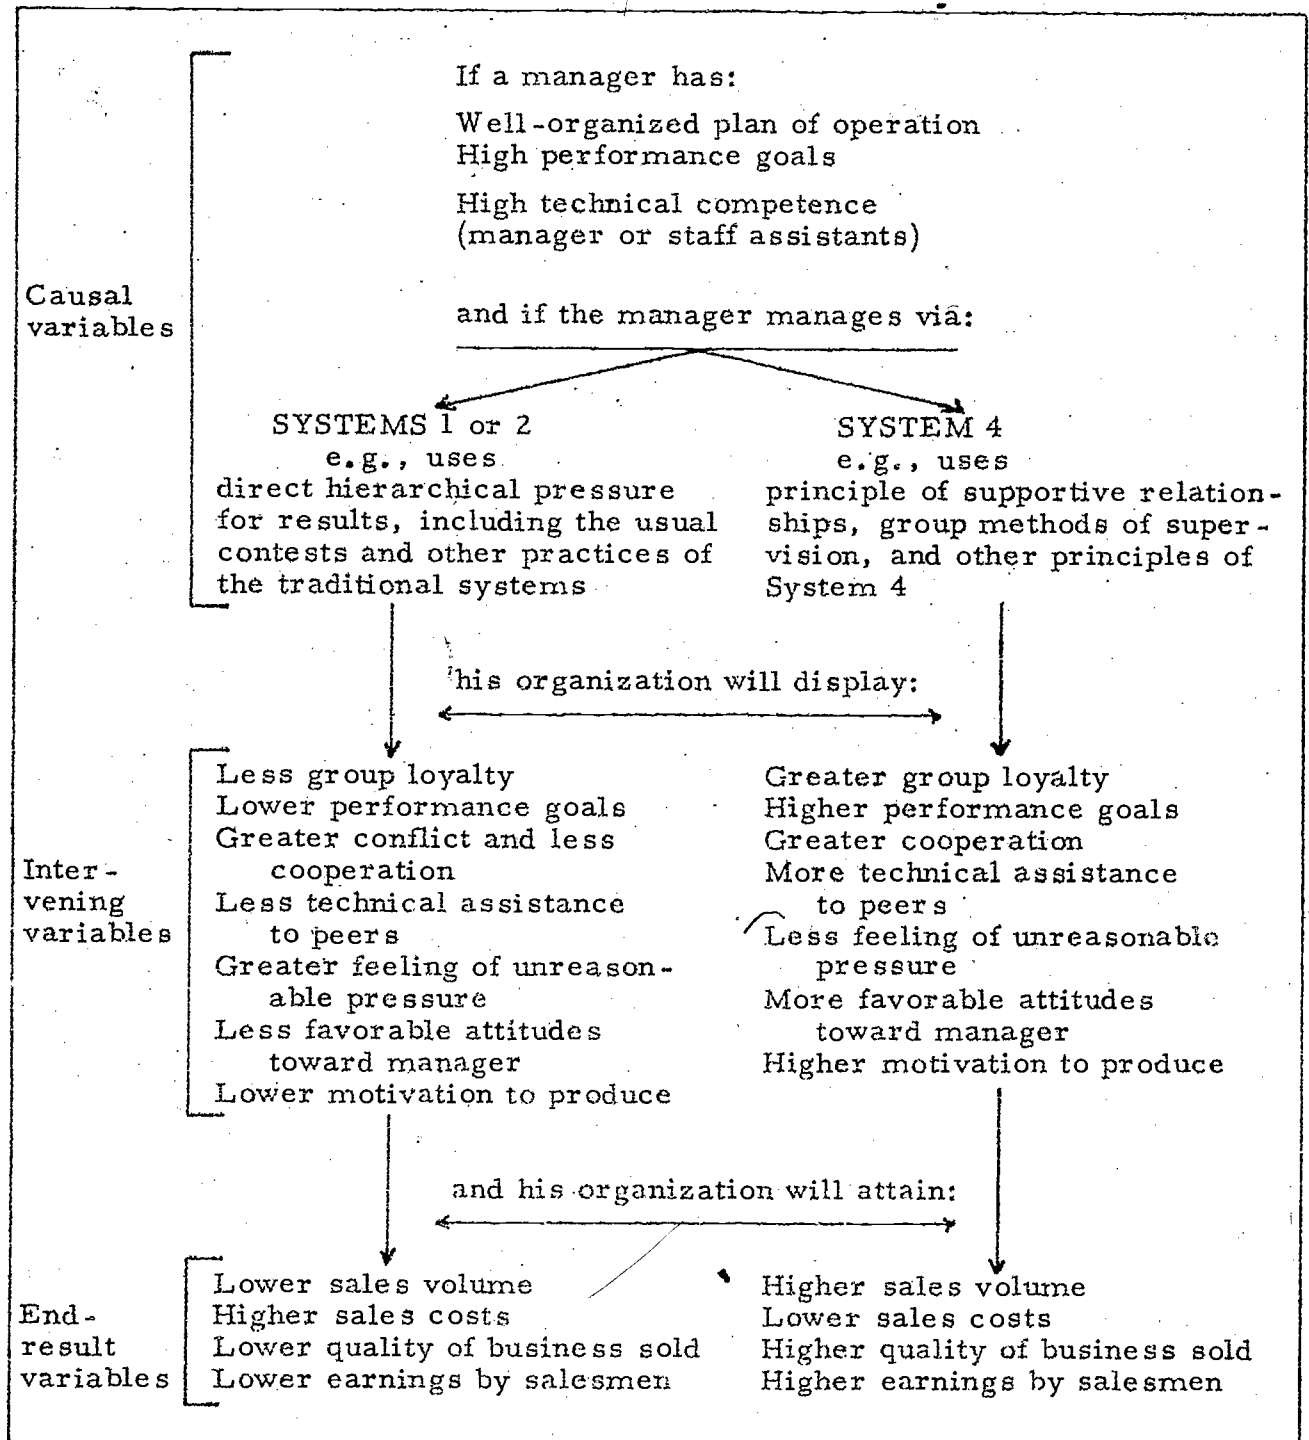 If a manager has:
Well-organized plan of operation
High performance goals
High technical competence
(manager or staff assistants)
Causal
variables
and if the manager manages via:
SYSTEMS 1 or 2
e.g., uses
direct hierarchical pressure
for results, including the usual
contests and other practices of
the traditional systems
SYSTEM 4
e.g., uses
principle of supportive relation-
ships, group methods of super-
vision, and other principles of
System 4
his organization will display:
Inter-
vening
variables
Less group loyalty
Lower performance goals
Greater conflict and less
cooperation
Less technical assistance
to peers
Greater feeling of unreason-
able pressure
Less favorable attitudes
toward manager
Lower motivation to produce
Greater group loyalty
Higher performance goals
Greater cooperation
More technical assistance
to peers
Less feeling of unreasonable
pressure
More favorable attitudes
toward manager
Higher motivation to produce
and his organization will attain:
End-
result
variables
Lower sales volume
Higher sales costs
Lower quality of business sold
Lower earnings by salesmen
Higher sales volume
Lower sales costs
Higher quality of business sold
Higher earnings by salesmen